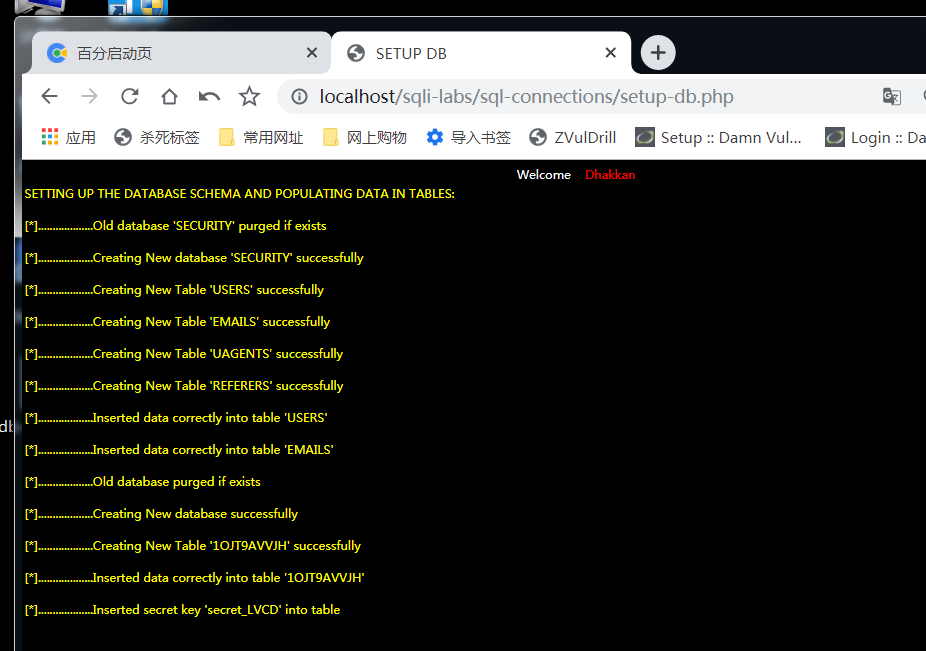 百分启动页
SETUP DB
localhost/sqli-labs/sql-connections/setup-db.php
应用 杀死标签 常用网址 网上购物 导入书签 ZVulDrill Setup :: Damn Vul... Login :: Da
Welcome Dhakkan
SETTING UP THE DATABASE SCHEMA AND POPULATING DATA IN TABLES:
[*]...................Old database 'SECURITY' purged if exists
[*]...................Creating New database 'SECURITY' successfully
[*]...................Creating New Table 'USERS' successfully
[*]...................Creating New Table 'EMAILS' successfully
[*]...................Creating New Table 'UAGENTS' successfully
[*]...................Creating New Table 'REFERERS' successfully
[*]...................Inserted data correctly into table 'USERS'
[*]...................Inserted data correctly into table 'EMAILS'
[*]...................Old database purged if exists
[*]...................Creating New database successfully
[*]...................Creating New Table '1OJT9AVVJH' successfully
[*]...................Inserted data correctly into table '1OJT9AVVJH'
[*]...................Inserted secret key 'secret_LVCD' into table
db